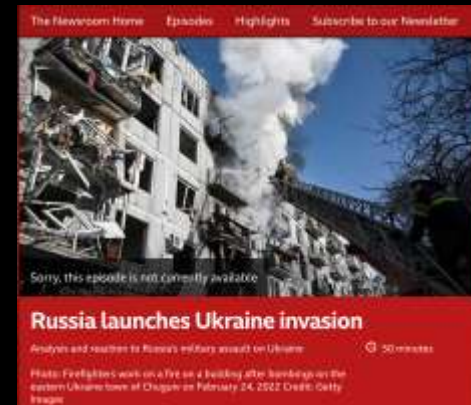 The Newsroom Home Episodes Highlights Subscribe to our Newsletter
Sorry, this episode is not currently available
Russia launches Ukraine invasion
Analysis and reaction to Russia's military assault on Ukraine 50 minutes
Photo: Firefighters work on a fire on a building after bombings on the
eastern Ukraine town of Chuguiv on February 24, 2022 Credit: Getty
Images